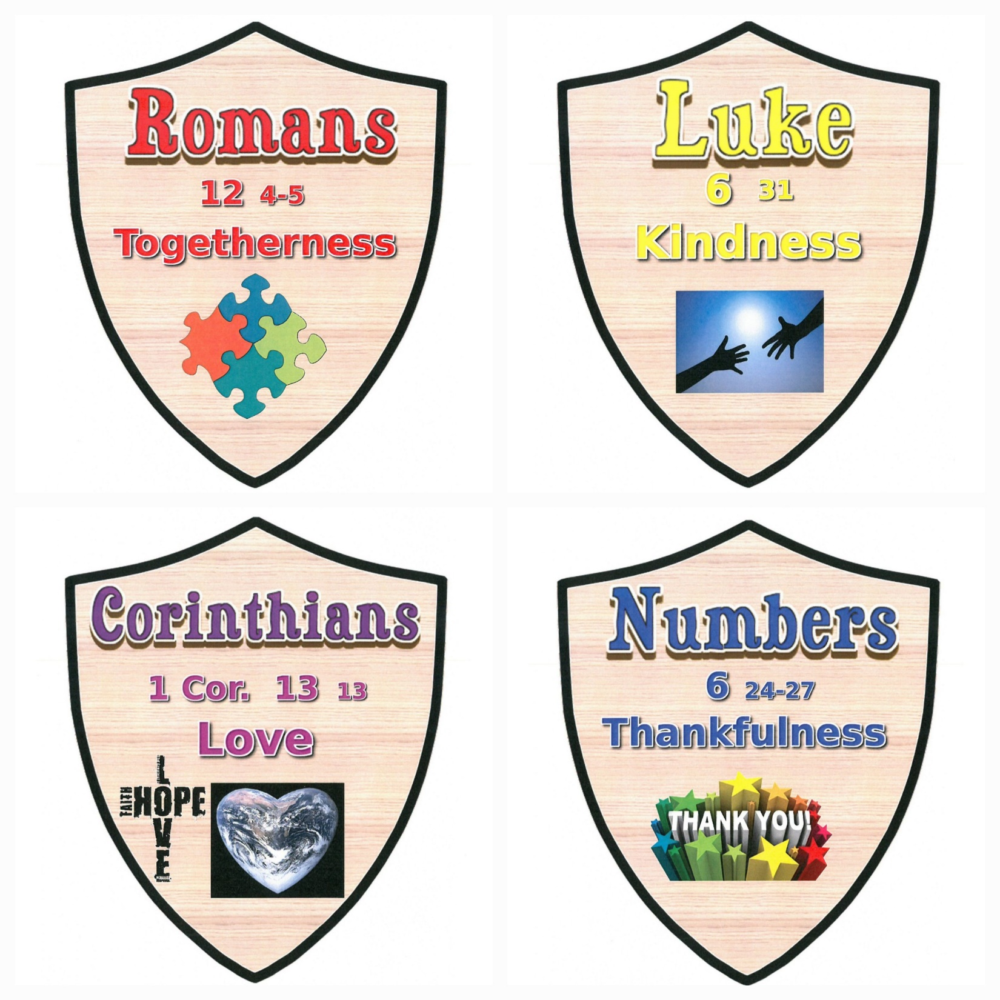 Romans
12 4-5
Togetherness
Luke
6 31
Kindness
Corinthians
1 Cor. 13 13
Love
LOVE
FAITH
HOPE
Numbers
6 24-27
Thankfulness
THANK YOU!